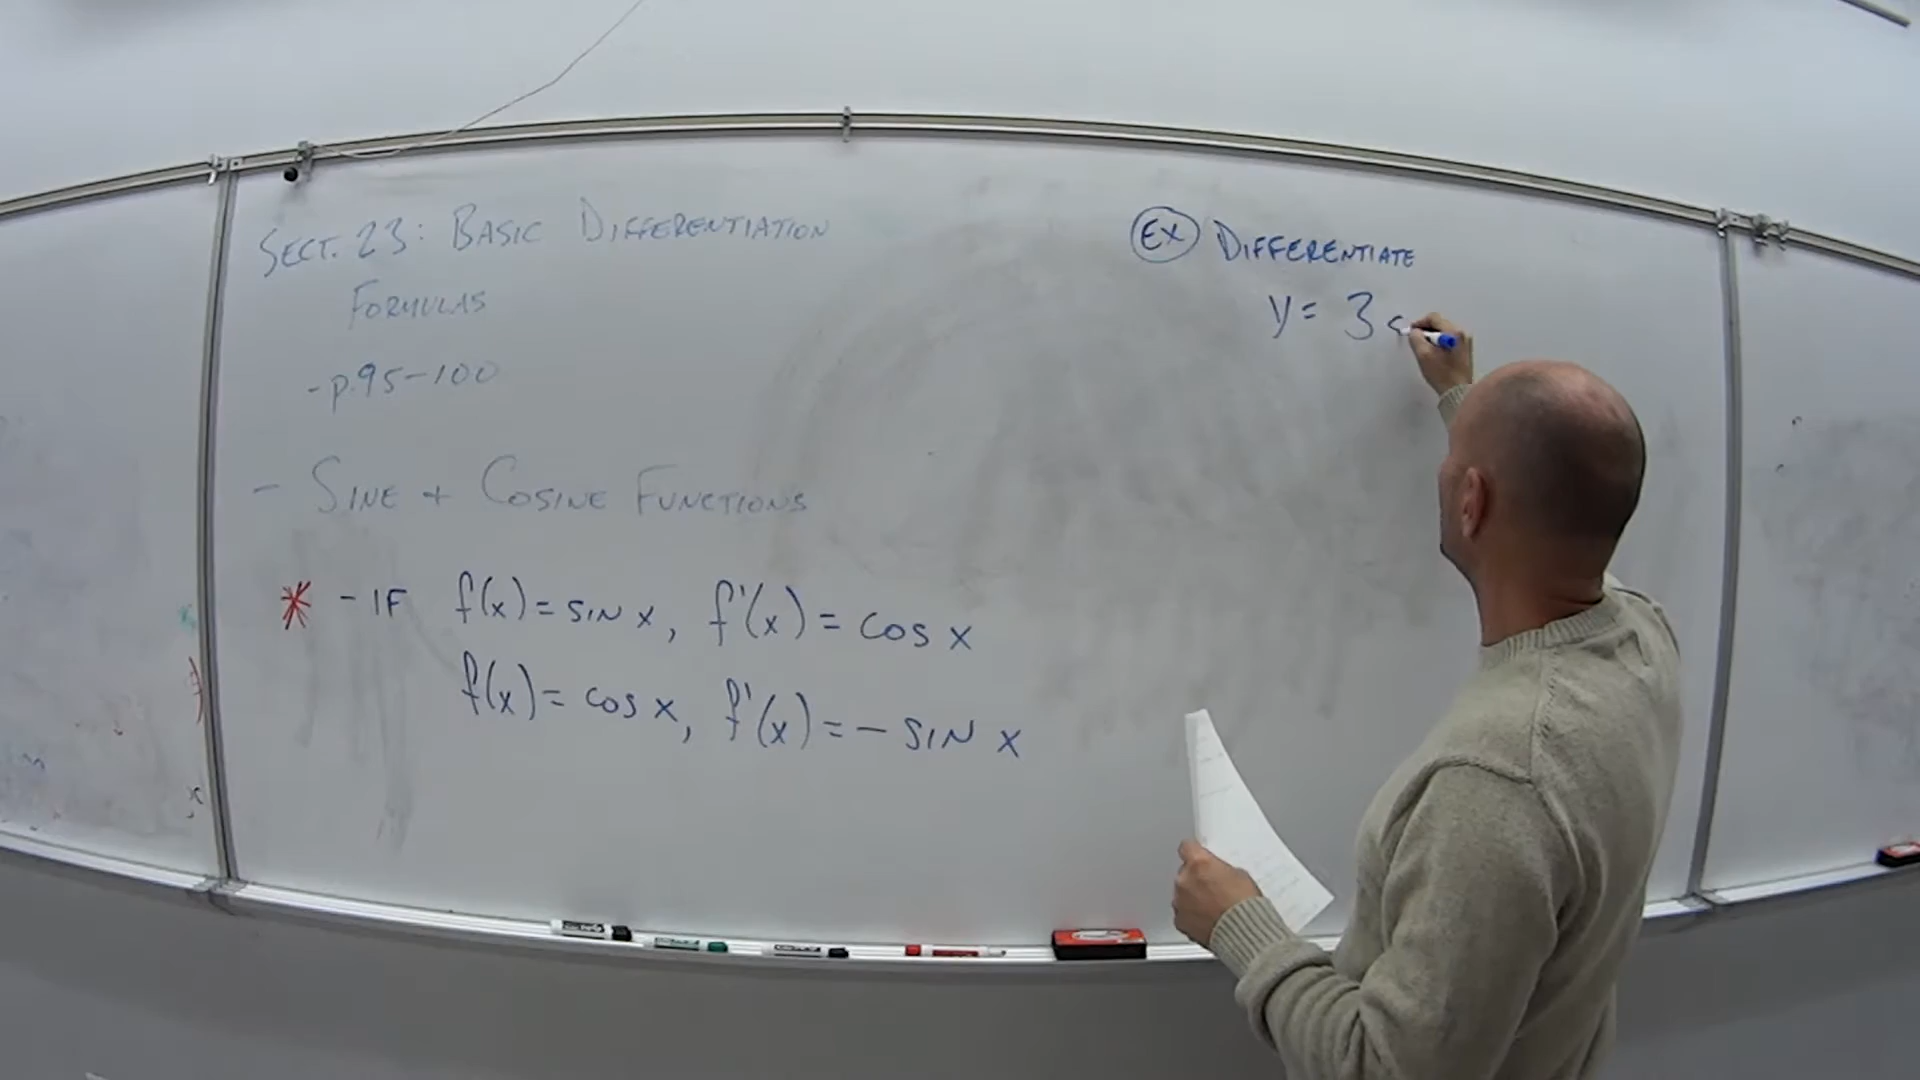 SECT. 23: BASIC DIFFERENTIATION
FORMULAS
- p.95-100
- SINE + COSINE FUNCTIONS
* - IF f(x) = SIN x, f'(x) = COS x
f(x) = COS x, f'(x) = - SIN x
EX DIFFERENTIATE
y = 3